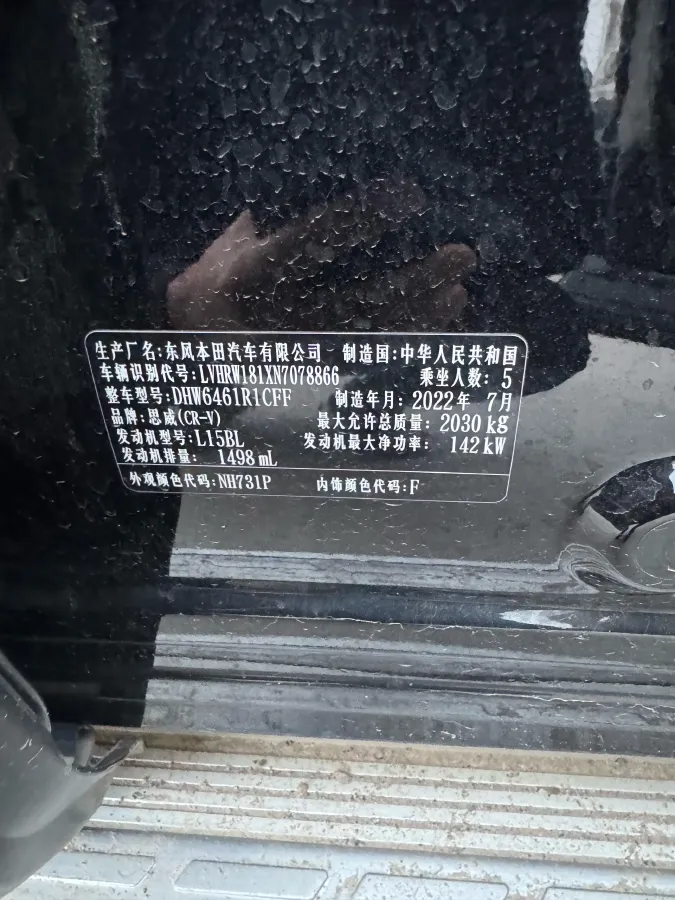 生产厂名:东风本田汽车有限公司 制造国:中华人民共和国
车辆识别代号:LVHRW181XN7078866 乘坐人数:5
整车型号:DHW6461R1CFF 制造年月:2022年 7月
品牌:思威(CR-V) 最大允许总质量:2030 kg
发动机型号:L15BL 发动机最大净功率:142 kW
发动机排量: 1498 mL
外观颜色代码:NH731P 内饰颜色代码:F